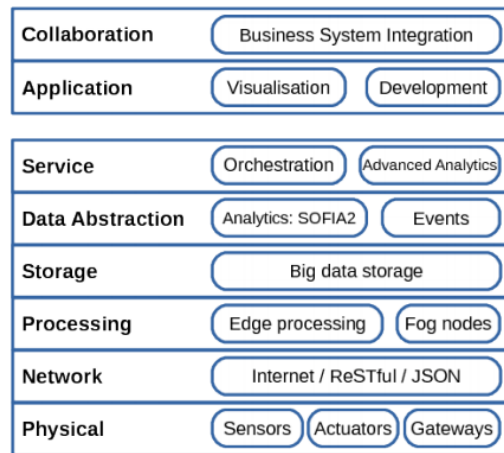 Collaboration Business System Integration
Application Visualisation Development
Service Orchestration Advanced Analytics
Data Abstraction Analytics: SOFIA2 Events
Storage Big data storage
Processing Edge processing Fog nodes
Network Internet / ReSTful / JSON
Physical Sensors Actuators Gateways